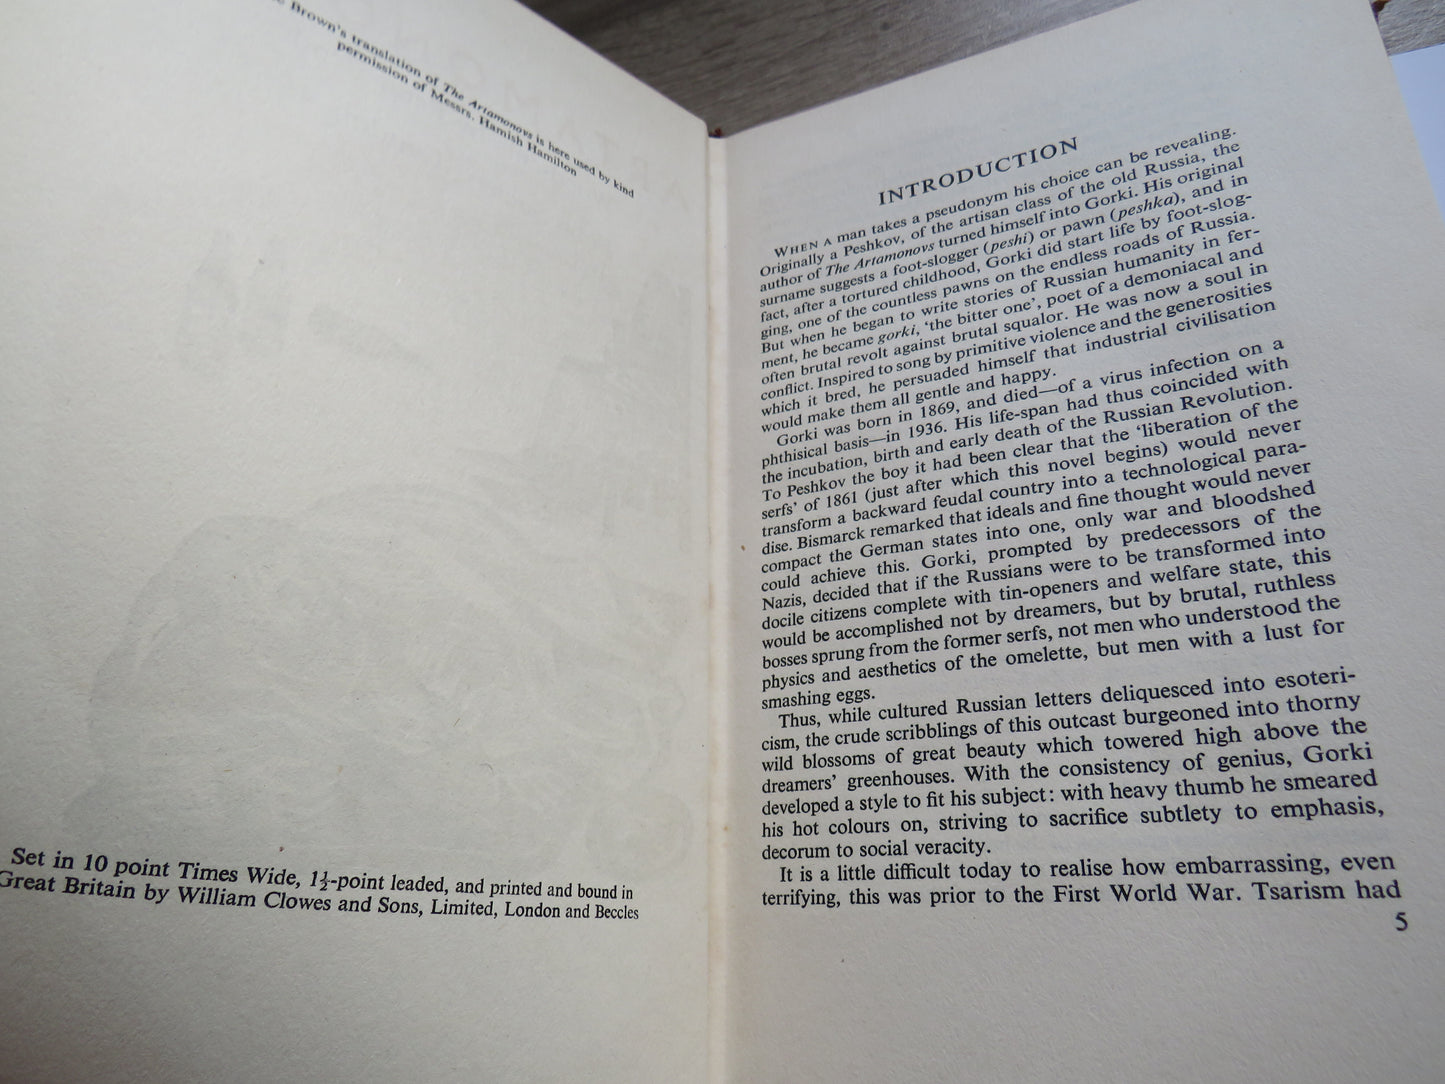 Brown's translation of The Artamonovs is here used by kind
permission of Messrs. Hamish Hamilton
Set in 10 point Times Wide, 1½-point leaded, and printed and bound in
Great Britain by William Clowes and Sons, Limited, London and Beccles
INTRODUCTION
WHEN A man takes a pseudonym his choice can be revealing.
Originally a Peshkov, of the artisan class of the old Russia, the
author of The Artamonovs turned himself into Gorki. His original
surname suggests a foot-slogger (peshi) or pawn (peshka), and in
fact, after a tortured childhood, Gorki did start life by foot-slog-
ging, one of the countless pawns on the endless roads of Russia.
But when he began to write stories of Russian humanity in fer-
ment, he became gorki, ‘the bitter one’, poet of a demoniacal and
often brutal revolt against brutal squalor. He was now a soul in
conflict. Inspired to song by primitive violence and the generosities
which it bred, he persuaded himself that industrial civilisation
would make them all gentle and happy.
Gorki was born in 1869, and died—of a virus infection on a
phthisical basis—in 1936. His life-span had thus coincided with
the incubation, birth and early death of the Russian Revolution.
To Peshkov the boy it had been clear that the ‘liberation of the
serfs’ of 1861 (just after which this novel begins) would never
transform a backward feudal country into a technological para-
dise. Bismarck remarked that ideals and fine thought would never
compact the German states into one, only war and bloodshed
could achieve this. Gorki, prompted by predecessors of the
Nazis, decided that if the Russians were to be transformed into
docile citizens complete with tin-openers and welfare state, this
would be accomplished not by dreamers, but by brutal, ruthless
bosses sprung from the former serfs, not men who understood the
physics and aesthetics of the omelette, but men with a lust for
smashing eggs.
Thus, while cultured Russian letters deliquesced into esoteri-
cism, the crude scribblings of this outcast burgeoned into thorny
wild blossoms of great beauty which towered high above the
dreamers’ greenhouses. With the consistency of genius, Gorki
developed a style to fit his subject: with heavy thumb he smeared
his hot colours on, striving to sacrifice subtlety to emphasis,
decorum to social veracity.
It is a little difficult today to realise how embarrassing, even
terrifying, this was prior to the First World War. Tsarism had
5